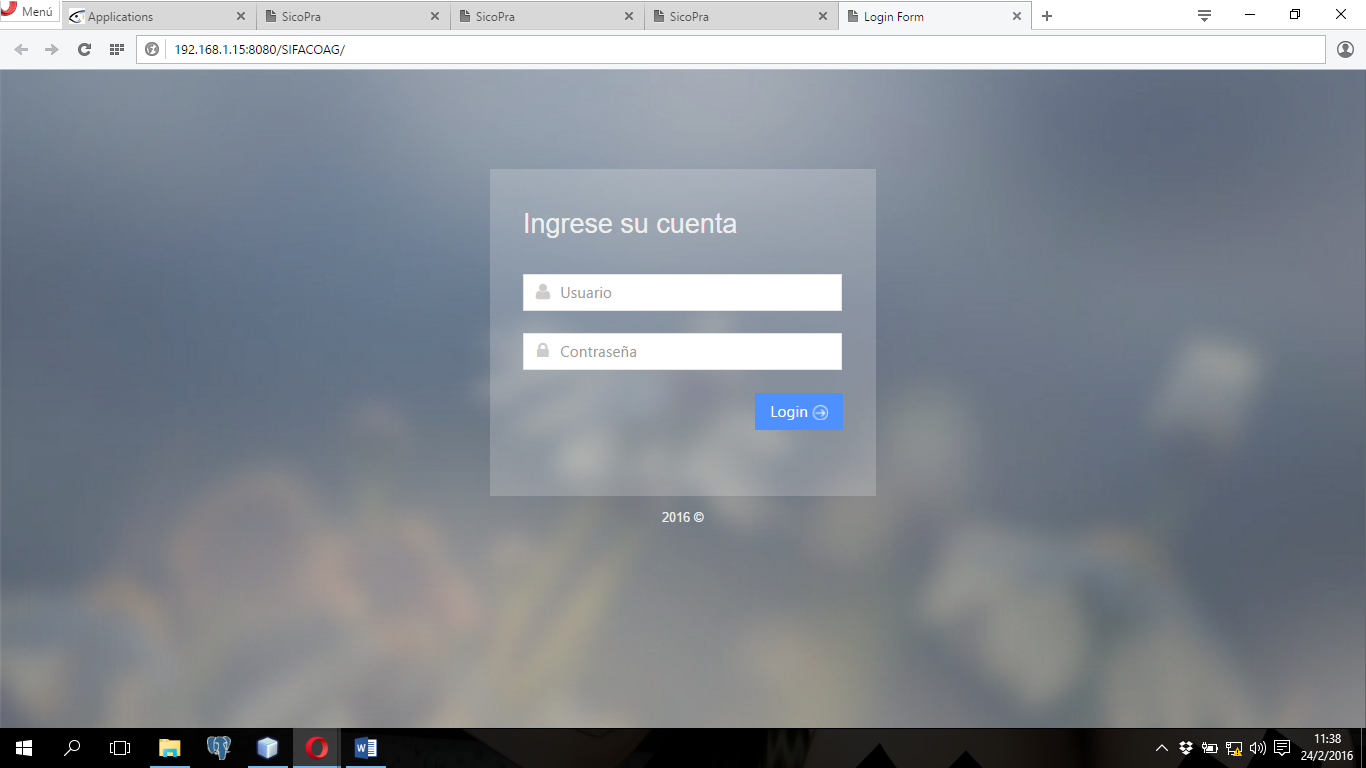 Menú
Applications
SicoPra
SicoPra
SicoPra
Login Form
192.168.1.15:8080/SIFACOAG/
Ingrese su cuenta
Usuario
Contraseña
Login
2016 ©
11:38
24/2/2016